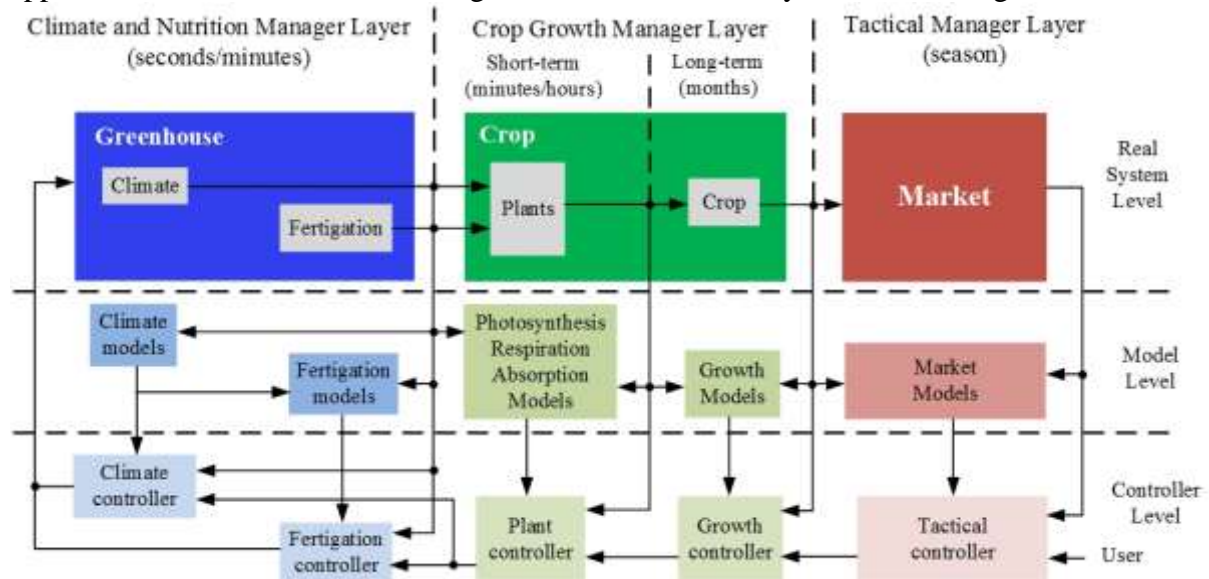 Climate and Nutrition Manager Layer
(seconds/minutes)
Crop Growth Manager Layer
Short-term
(minutes/hours)
Long-term
(months)
Tactical Manager Layer
(season)
Greenhouse
Climate
Fertigation
Crop
Plants
Crop
Market
Real
System
Level
Climate
models
Fertigation
models
Photosynthesis
Respiration
Absorption
Models
Growth
Models
Market
Models
Model
Level
Climate
controller
Fertigation
controller
Plant
controller
Growth
controller
Tactical
controller
Controller
Level
User